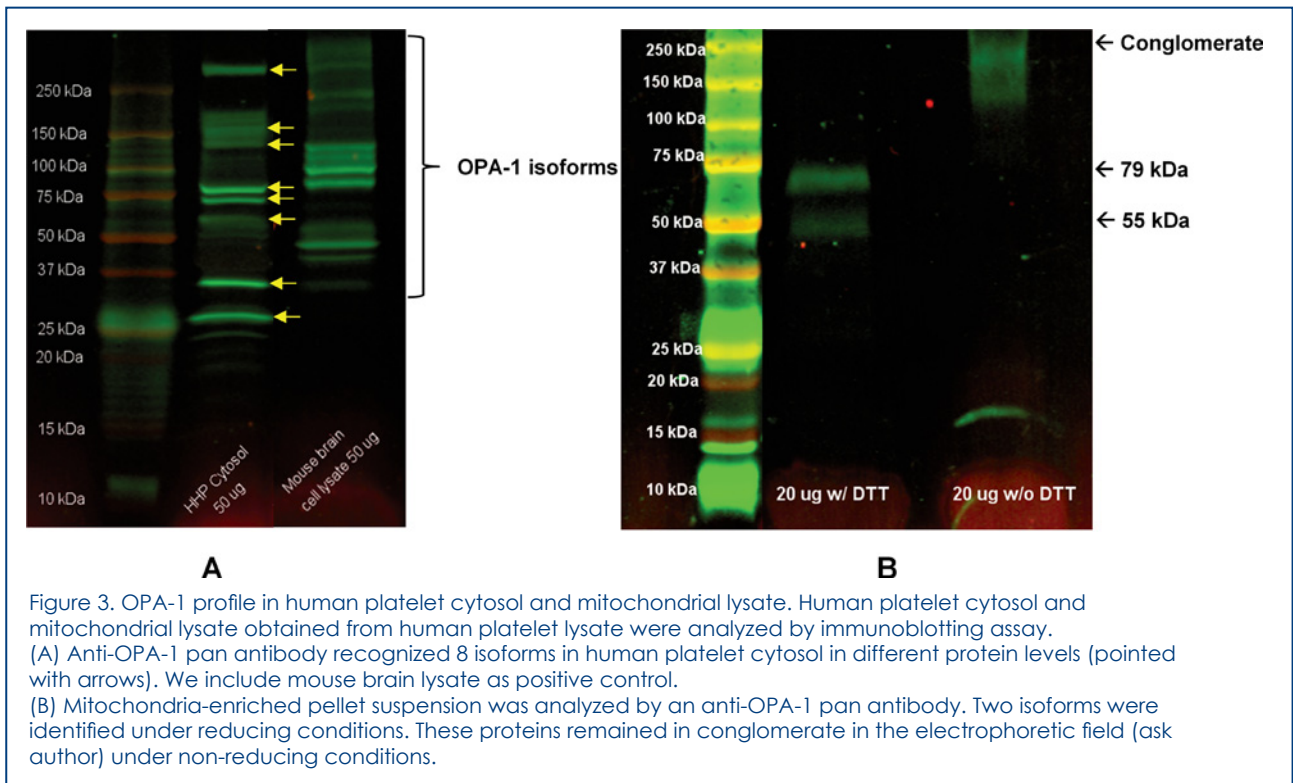 250 kDa
150 kDa
100 kDa
75 kDa
50 kDa
37 kDa
25 kDa
20 kDa
15 kDa
10 kDa
HHP Cytosol
50 ug
Mouse brain
cell lysate 50 ug
OPA-1 isoforms
A
250 kDa
150 kDa
100 kDa
75 kDa
50 kDa
37 kDa
25 kDa
20 kDa
15 kDa
10 kDa
20 ug w/ DTT
20 ug w/o DTT
← Conglomerate
← 79 kDa
← 55 kDa
B
Figure 3. OPA-1 profile in human platelet cytosol and mitochondrial lysate. Human platelet cytosol and
mitochondrial lysate obtained from human platelet lysate were analyzed by immunoblotting assay.
(A) Anti-OPA-1 pan antibody recognized 8 isoforms in human platelet cytosol in different protein levels (pointed
with arrows). We include mouse brain lysate as positive control.
(B) Mitochondria-enriched pellet suspension was analyzed by an anti-OPA-1 pan antibody. Two isoforms were
identified under reducing conditions. These proteins remained in conglomerate in the electrophoretic field (ask
author) under non-reducing conditions.